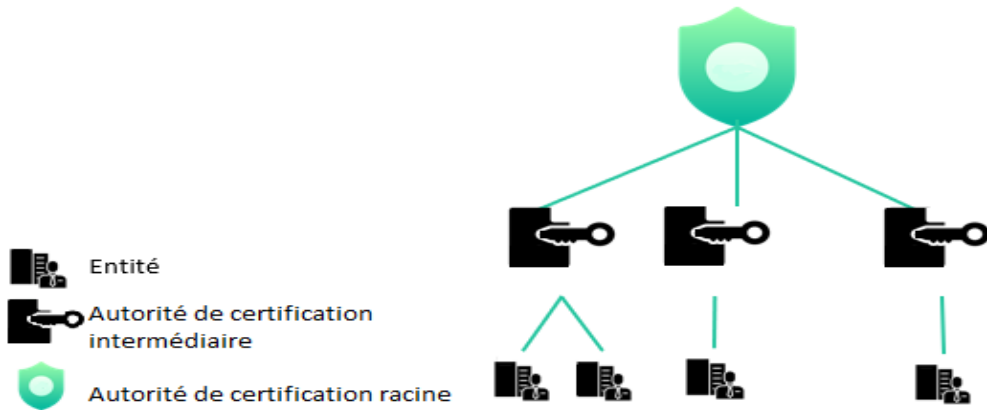 Entité
Autorité de certification
intermédiaire
Autorité de certification racine